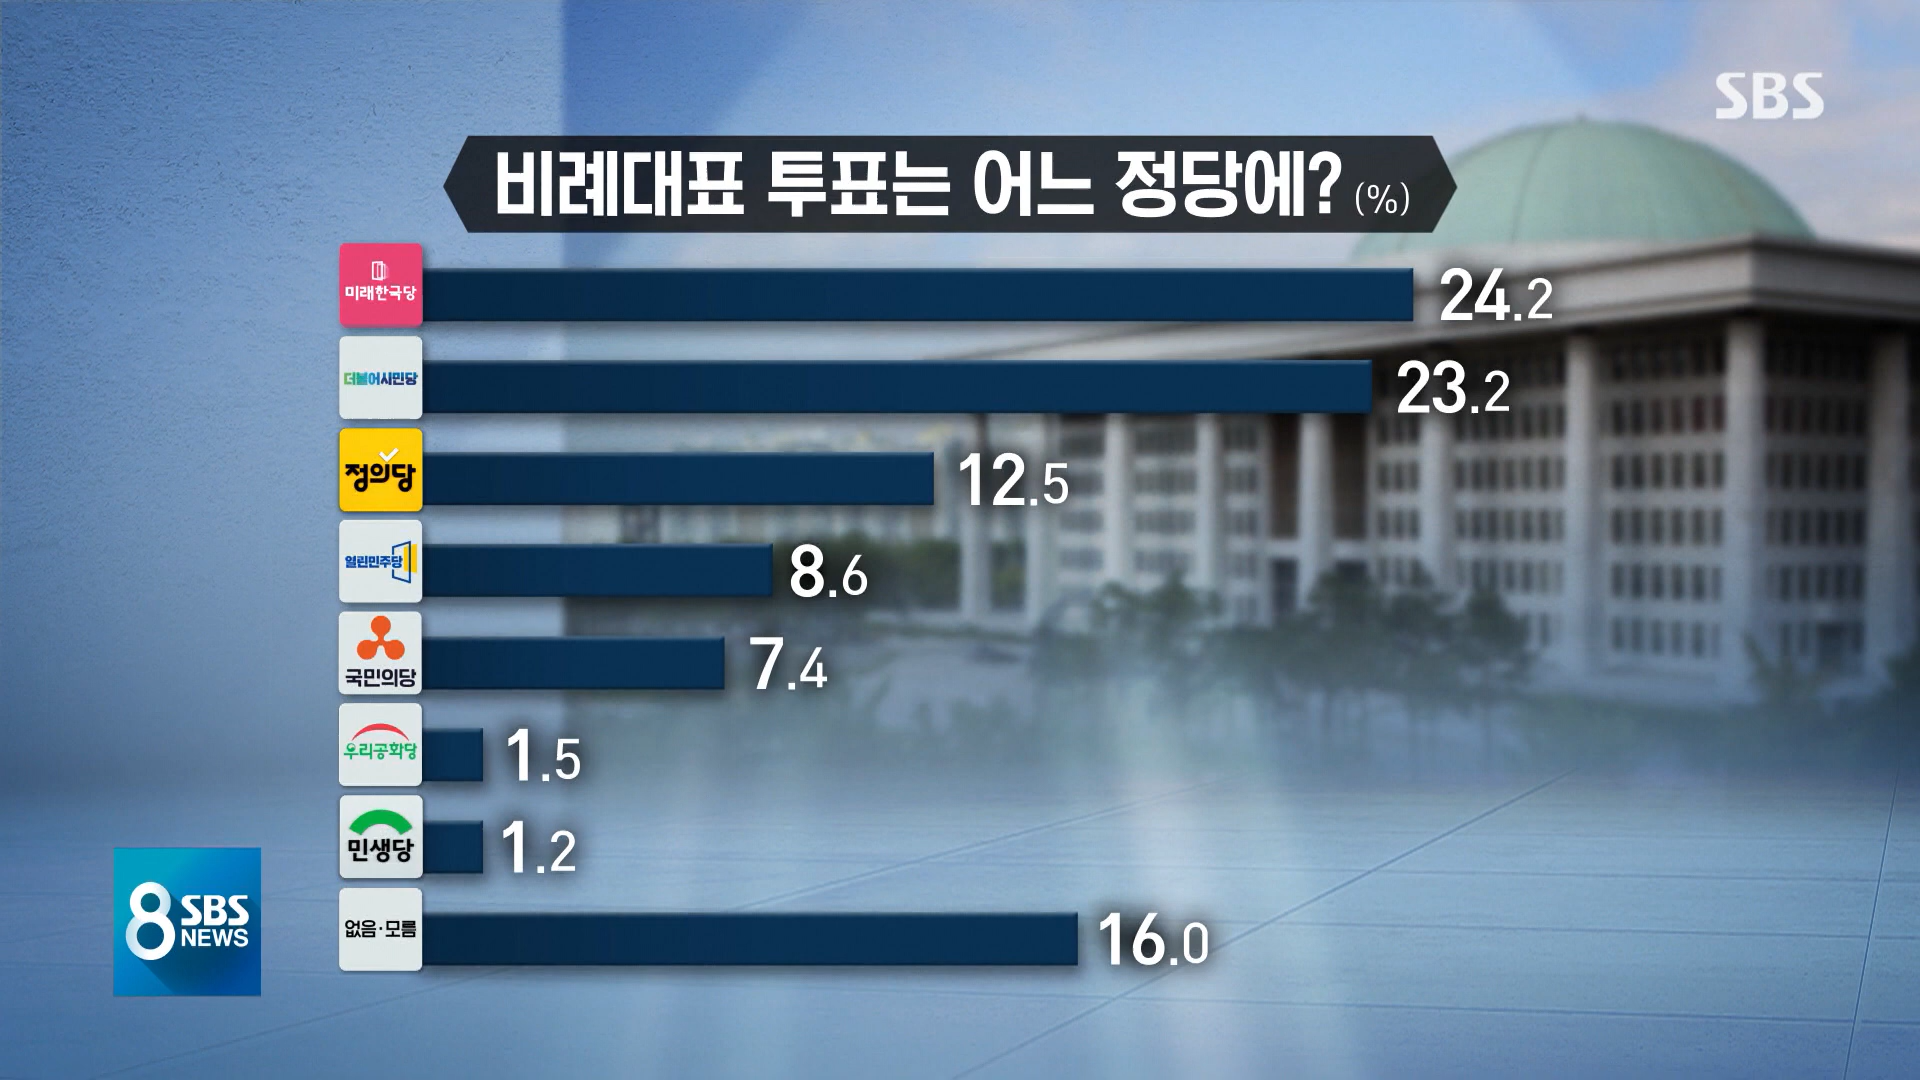 SBS
비례대표 투표는 어느 정당에? (%)
미래한국당 24.2
더불어시민당 23.2
정의당 12.5
열린민주당 8.6
국민의당 7.4
우리공화당 1.5
민생당 1.2
없음·모름 16.0
8 SBS
NEWS